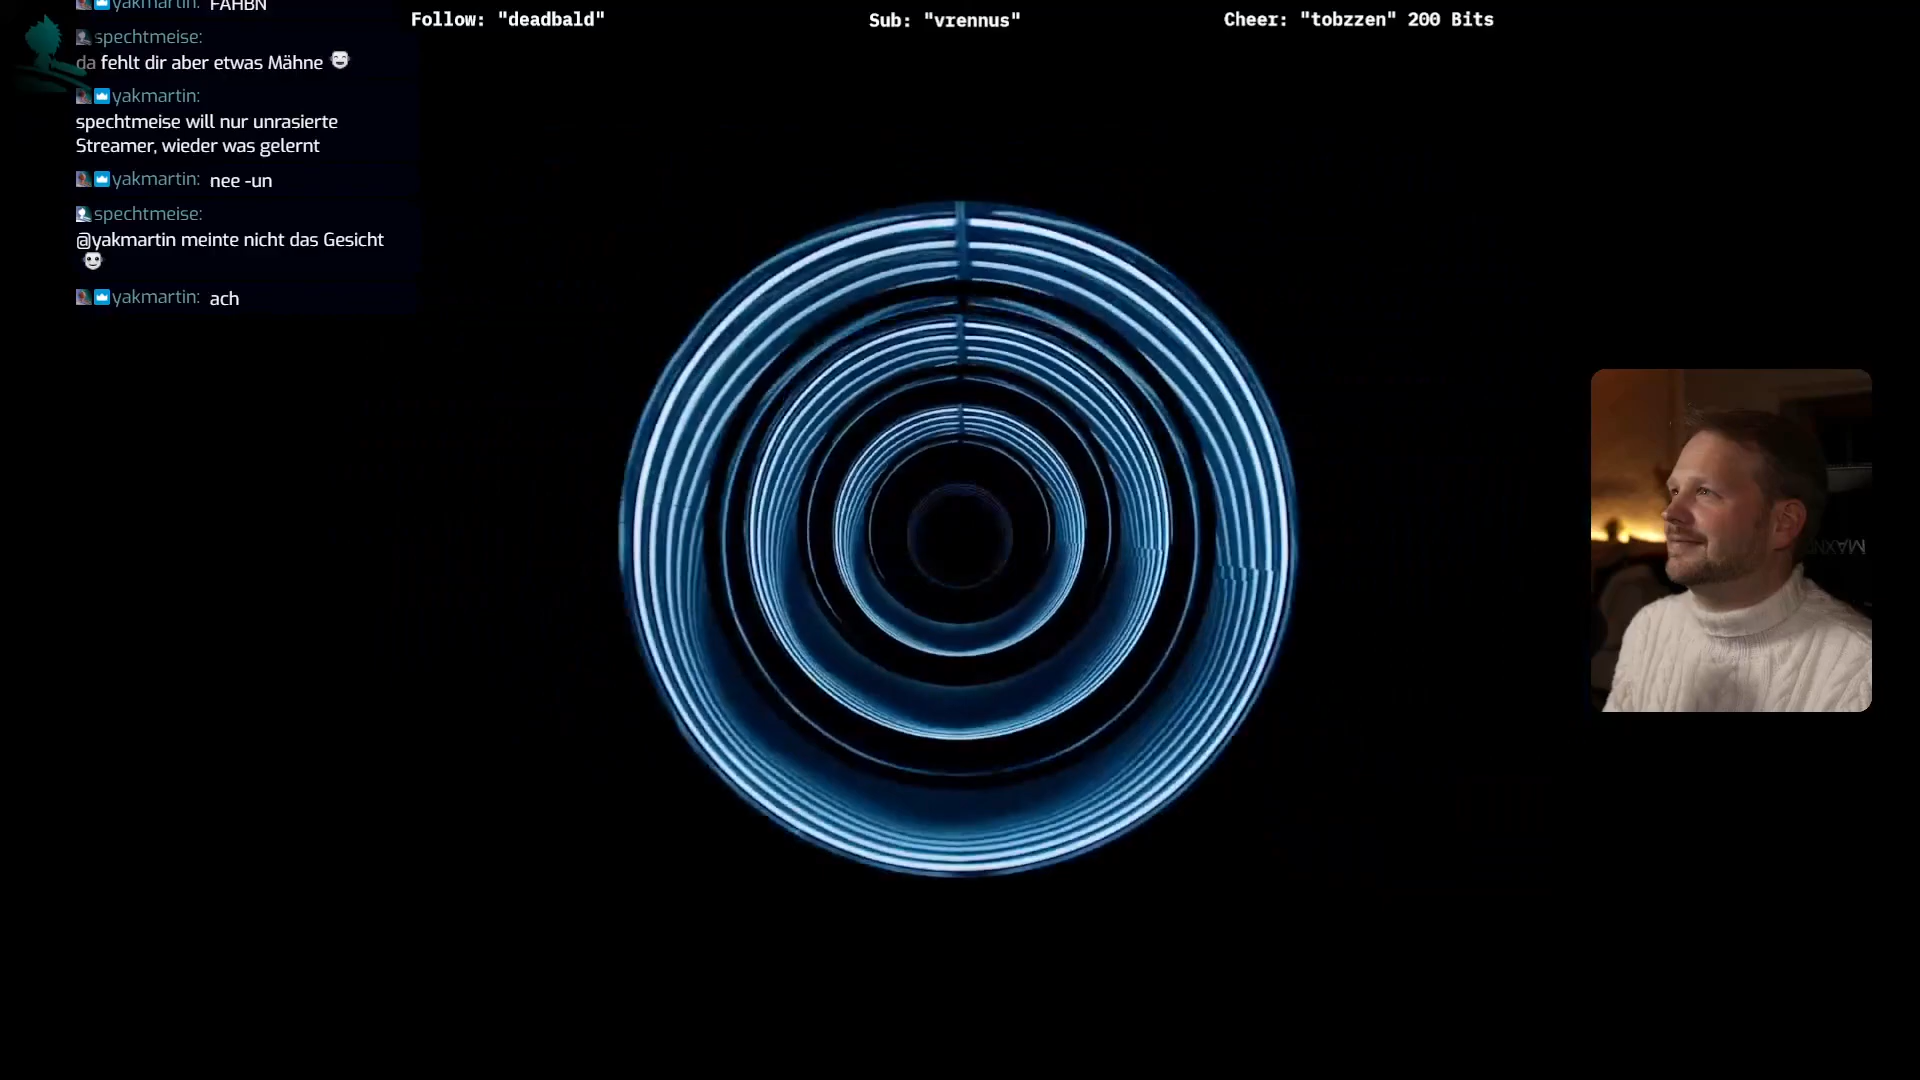 yakmartin: FAHBN
Follow: "deadbald"
Sub: "vrennus"
Cheer: "tobzzen" 200 Bits
spechtmeise:
da fehlt dir aber etwas Mähne
yakmartin:
spechtmeise will nur unrasierte
Streamer, wieder was gelernt
yakmartin: nee -un
spechtmeise:
@yakmartin meinte nicht das Gesicht
yakmartin: ach